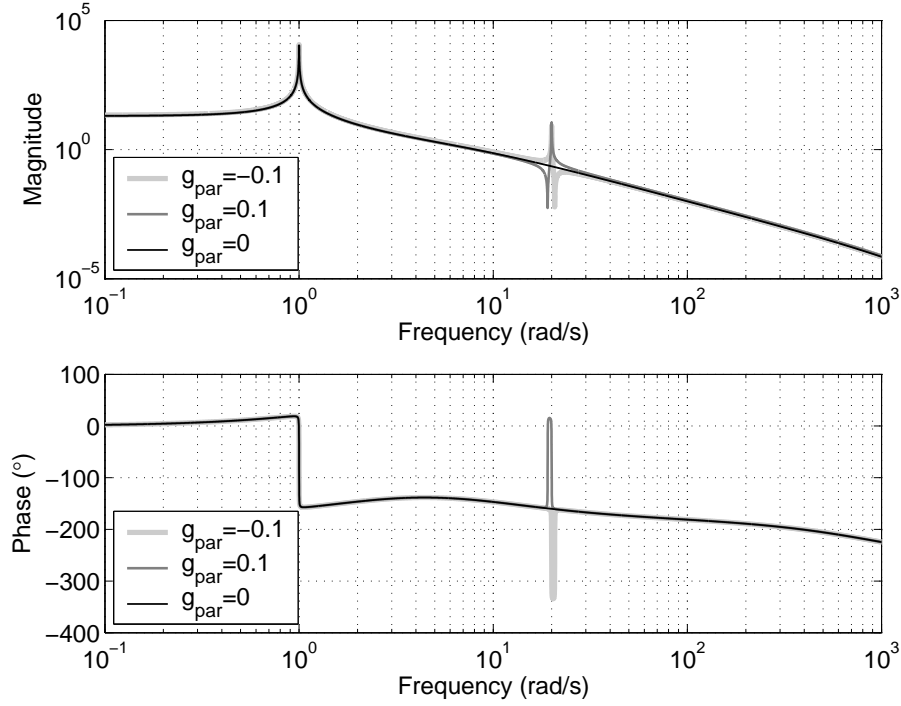 10^5
10^0
10^-5
Magnitude
g_par=−0.1
g_par=0.1
g_par=0
10^-1 10^0 10^1 10^2 10^3
Frequency (rad/s)
100
0
−100
−200
−300
−400
Phase (°)
g_par=−0.1
g_par=0.1
g_par=0
10^-1 10^0 10^1 10^2 10^3
Frequency (rad/s)